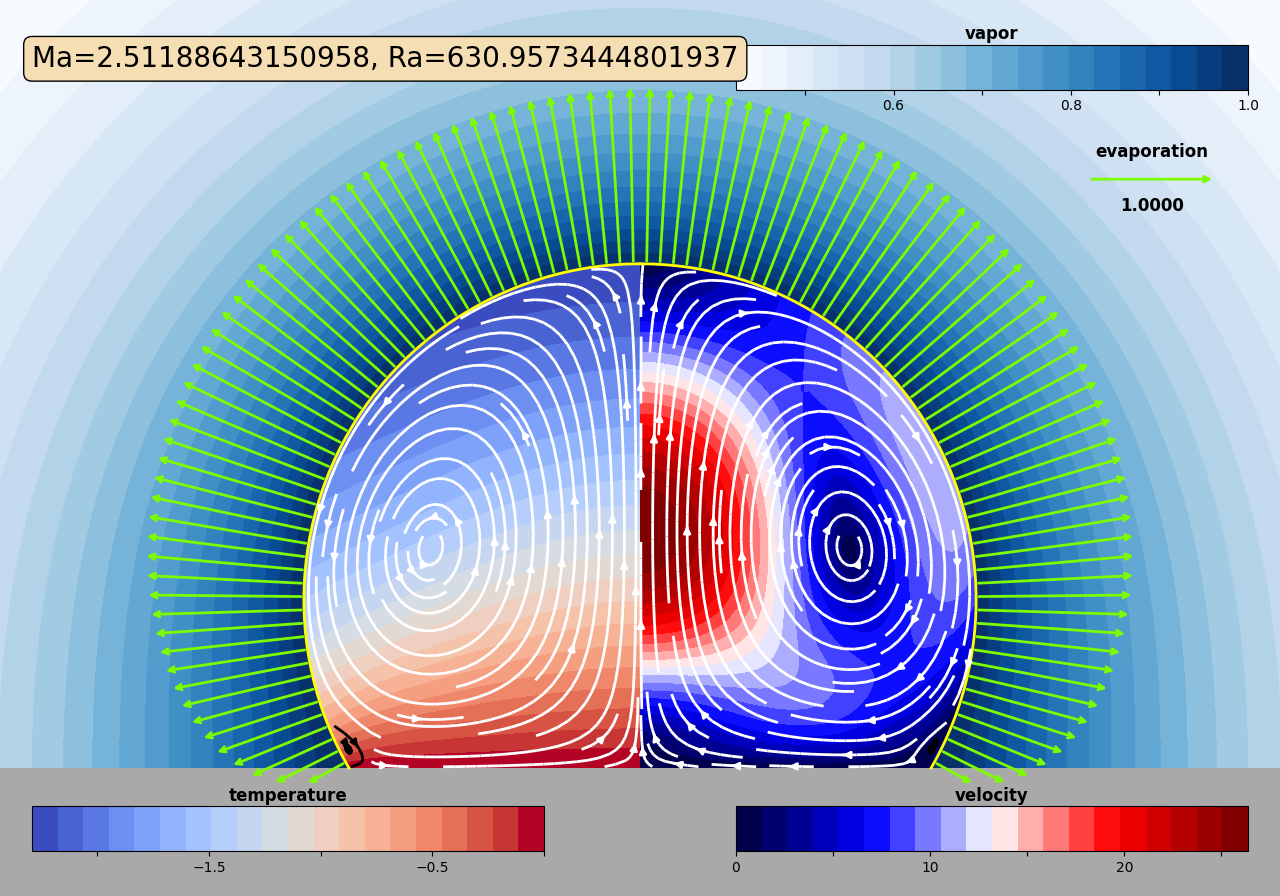 Ma=2.51188643150958, Ra=630.9573444801937
vapor
0.6 0.8 1.0
evaporation
1.0000
temperature
−1.5 −0.5
velocity
0 10 20